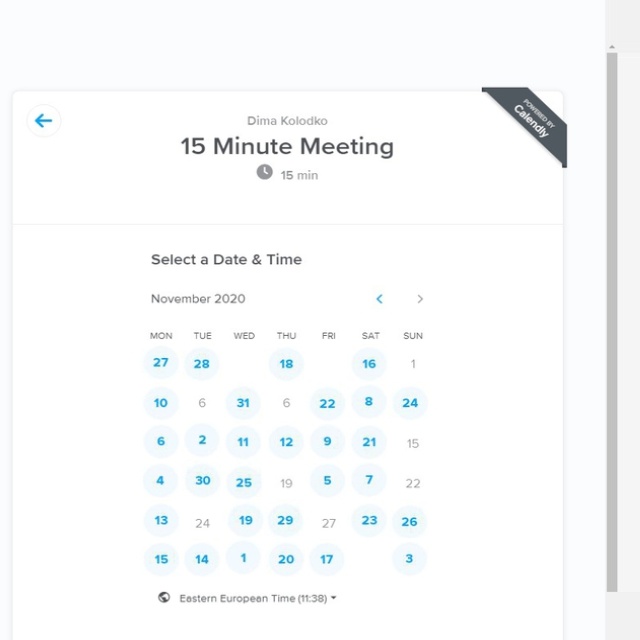 Dima Kolodko
POWERED BY
Calendly
15 Minute Meeting
15 min
Select a Date & Time
November 2020
MON TUE WED THU FRI SAT SUN
27 28 18 16 1
10 6 31 6 22 8 24
6 2 11 12 9 21 15
4 30 25 19 5 7 22
13 24 19 29 27 23 26
15 14 1 20 17 3
Eastern European Time (11:38)